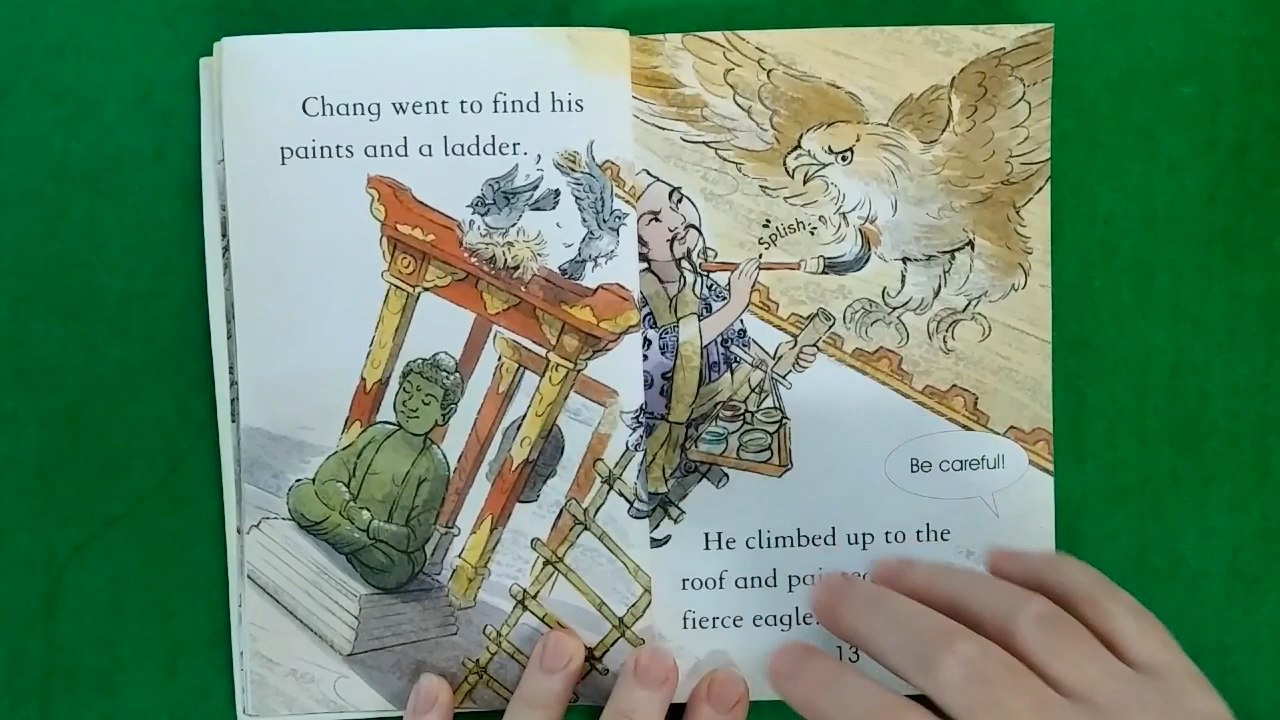 Chang went to find his
paints and a ladder.
Splish
Be careful!
He climbed up to the
roof and
fierce eagle.
13